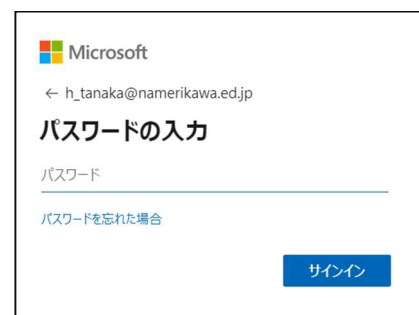 Microsoft
← h_tanaka@namerikawa.ed.jp
パスワードの入力
パスワード
パスワードを忘れた場合
サインイン